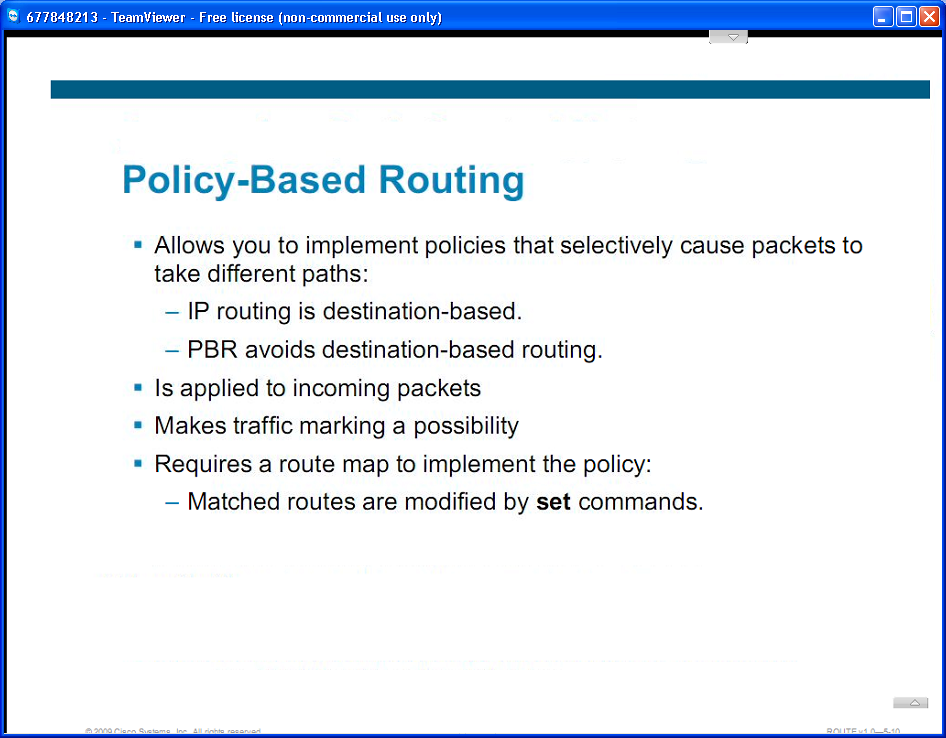 677848213 - TeamViewer - Free license (non-commercial use only)
Policy-Based Routing
▪ Allows you to implement policies that selectively cause packets to
take different paths:
– IP routing is destination-based.
– PBR avoids destination-based routing.
▪ Is applied to incoming packets
▪ Makes traffic marking a possibility
▪ Requires a route map to implement the policy:
– Matched routes are modified by set commands.
© 2009 Cisco Systems, Inc. All rights reserved.
ROUTE v1.0—5-10